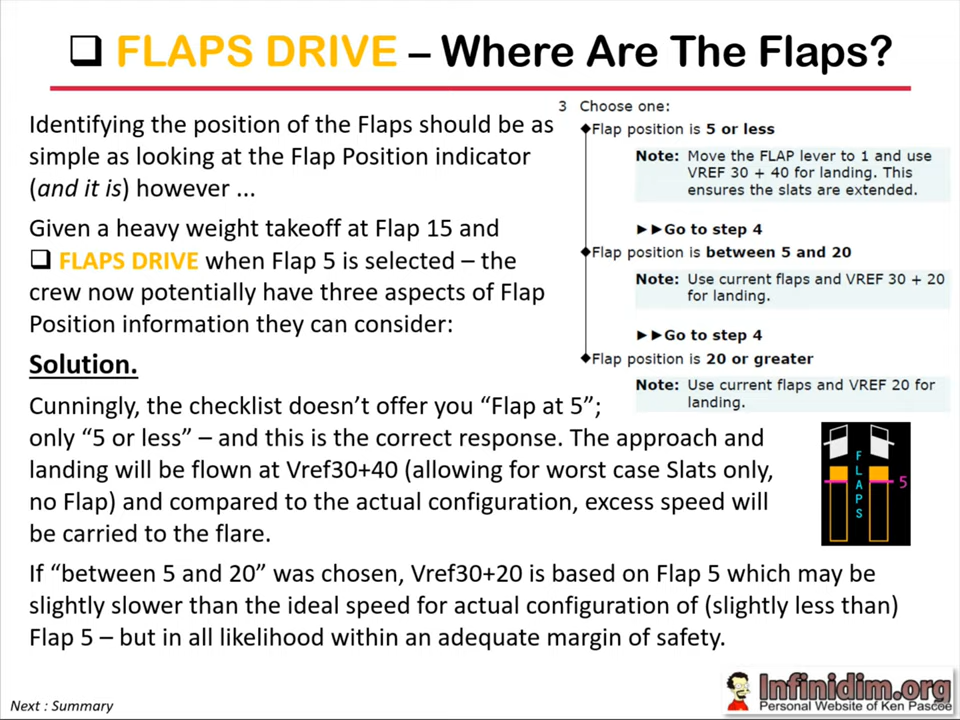 ❑ FLAPS DRIVE – Where Are The Flaps?
Identifying the position of the Flaps should be as
simple as looking at the Flap Position indicator
(and it is) however ...
Given a heavy weight takeoff at Flap 15 and
❑ FLAPS DRIVE when Flap 5 is selected – the
crew now potentially have three aspects of Flap
Position information they can consider:
Solution.
Cunningly, the checklist doesn't offer you “Flap at 5”;
only “5 or less” – and this is the correct response. The approach and
landing will be flown at Vref30+40 (allowing for worst case Slats only,
no Flap) and compared to the actual configuration, excess speed will
be carried to the flare.
If “between 5 and 20” was chosen, Vref30+20 is based on Flap 5 which may be
slightly slower than the ideal speed for actual configuration of (slightly less than)
Flap 5 – but in all likelihood within an adequate margin of safety.
3 Choose one:
◆Flap position is 5 or less
Note: Move the FLAP lever to 1 and use
VREF 30 + 40 for landing. This
ensures the slats are extended.
►►Go to step 4
◆Flap position is between 5 and 20
Note: Use current flaps and VREF 30 + 20
for landing.
►►Go to step 4
◆Flap position is 20 or greater
Note: Use current flaps and VREF 20 for
landing.
F
L
A
P
S
5
Next : Summary
Infinidim.org
Personal Website of Ken Pascoe